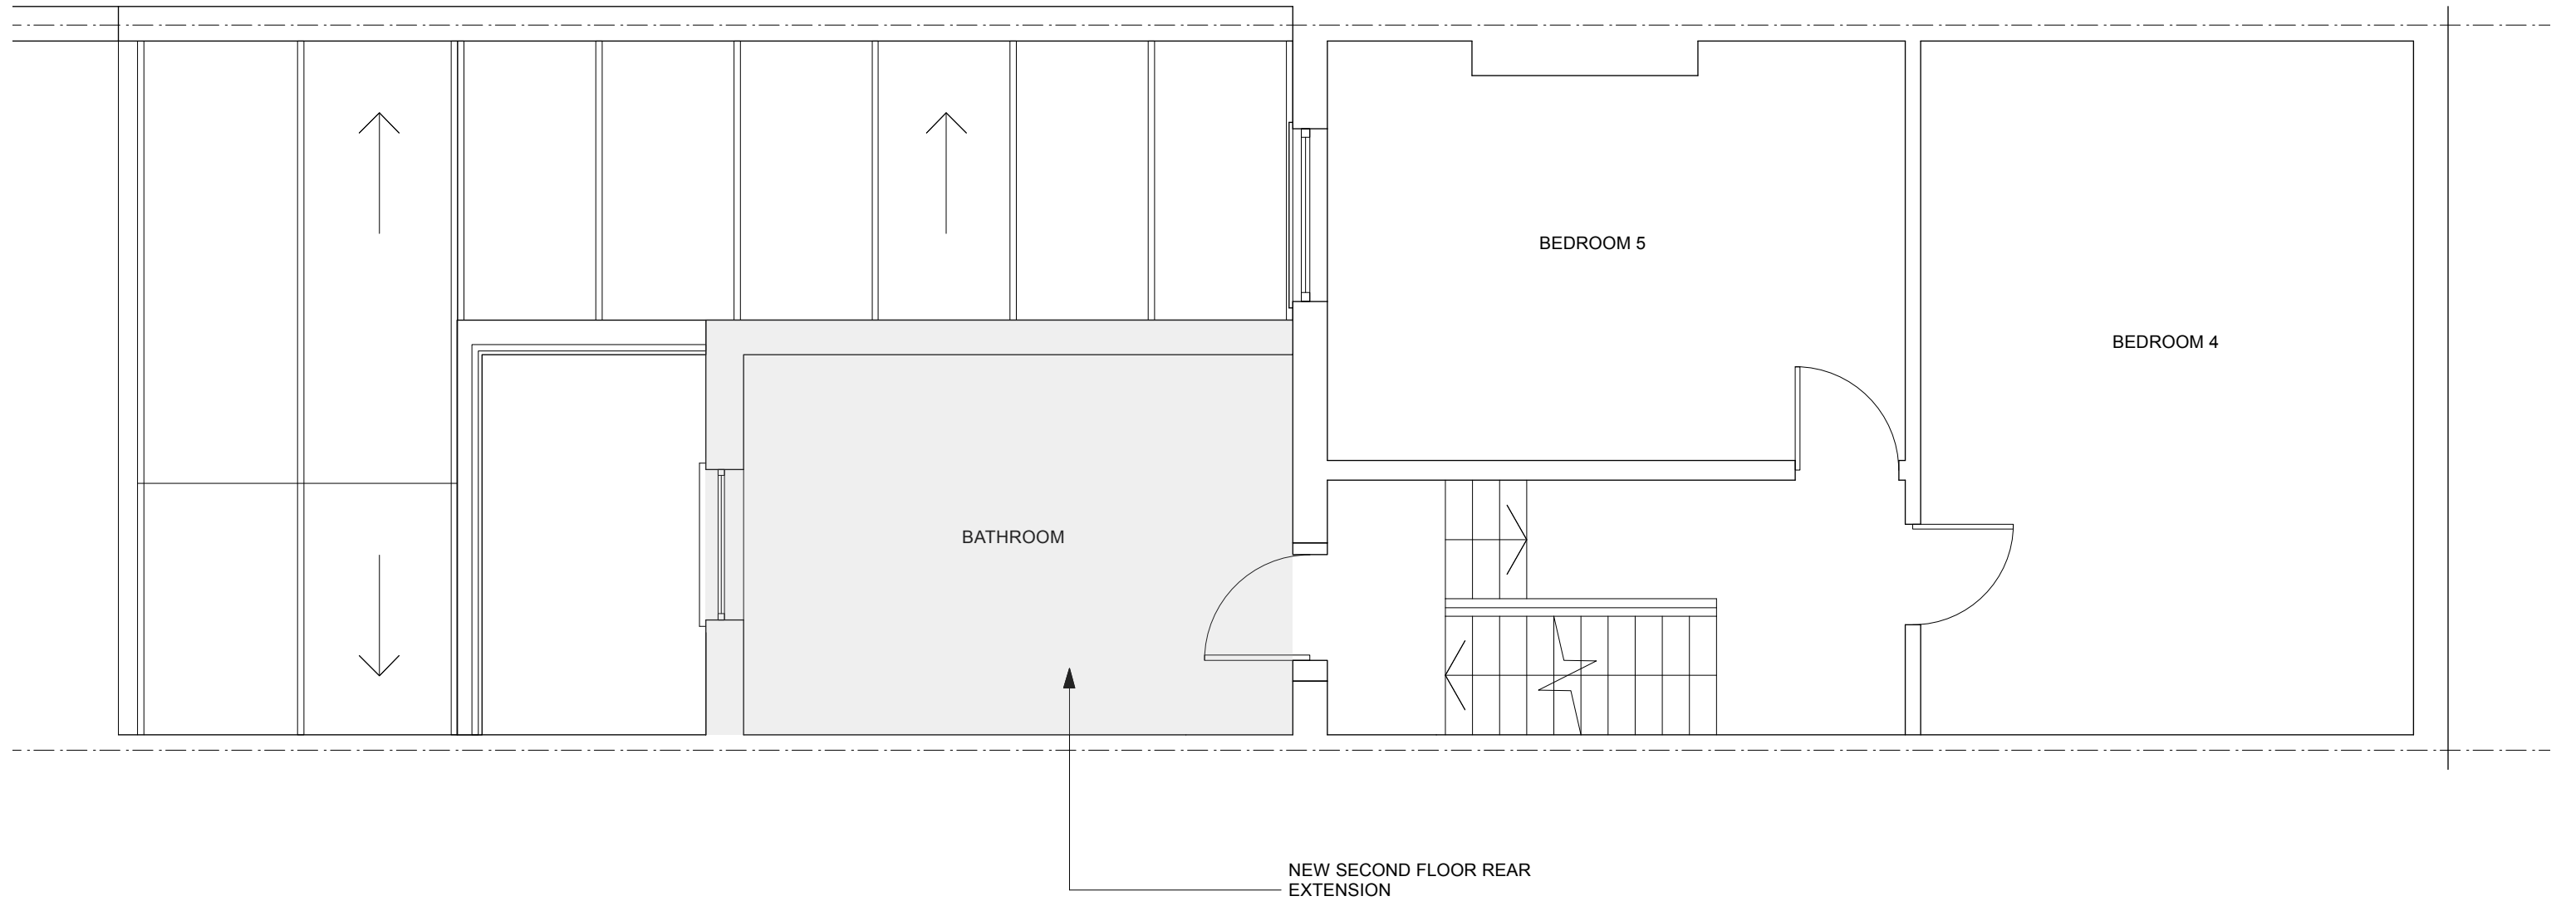 BEDROOM 5
BEDROOM 4
BATHROOM
NEW SECOND FLOOR REAR
EXTENSION